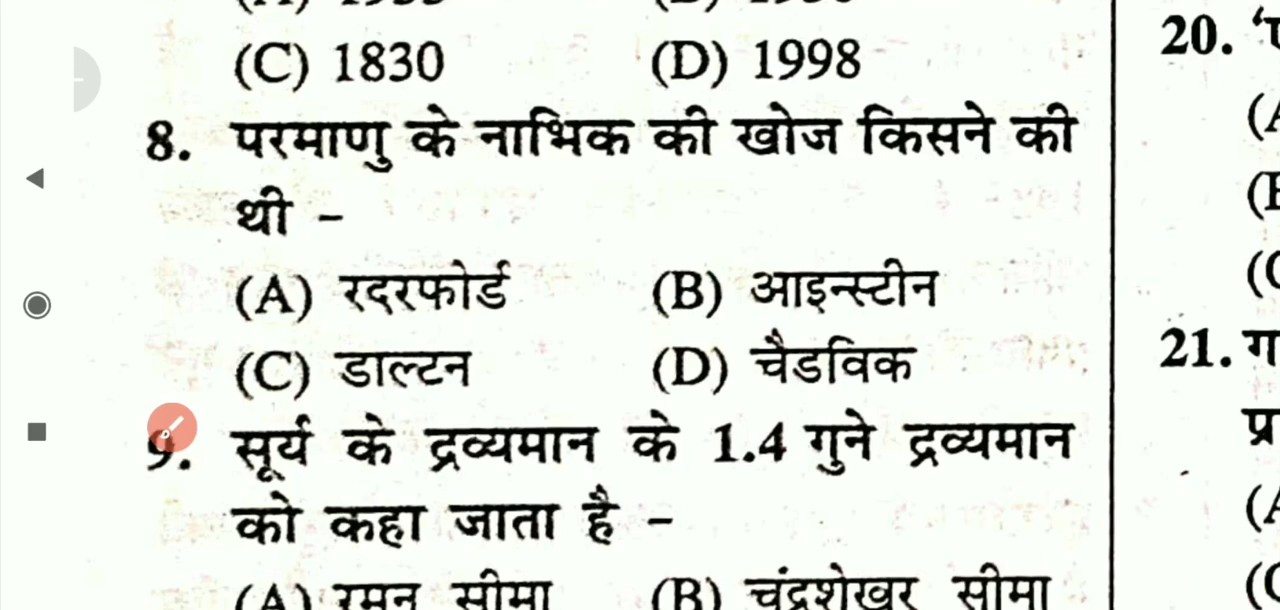 (C) 1830 (D) 1998
8. परमाणु के नाभिक की खोज किसने की
थी -
(A) रदरफोर्ड (B) आइन्स्टीन
(C) डाल्टन (D) चैडविक
9. सूर्य के द्रव्यमान के 1.4 गुने द्रव्यमान
को कहा जाता है -
(A) रमन सीमा (B) चंद्रशेखर सीमा
20.
21.